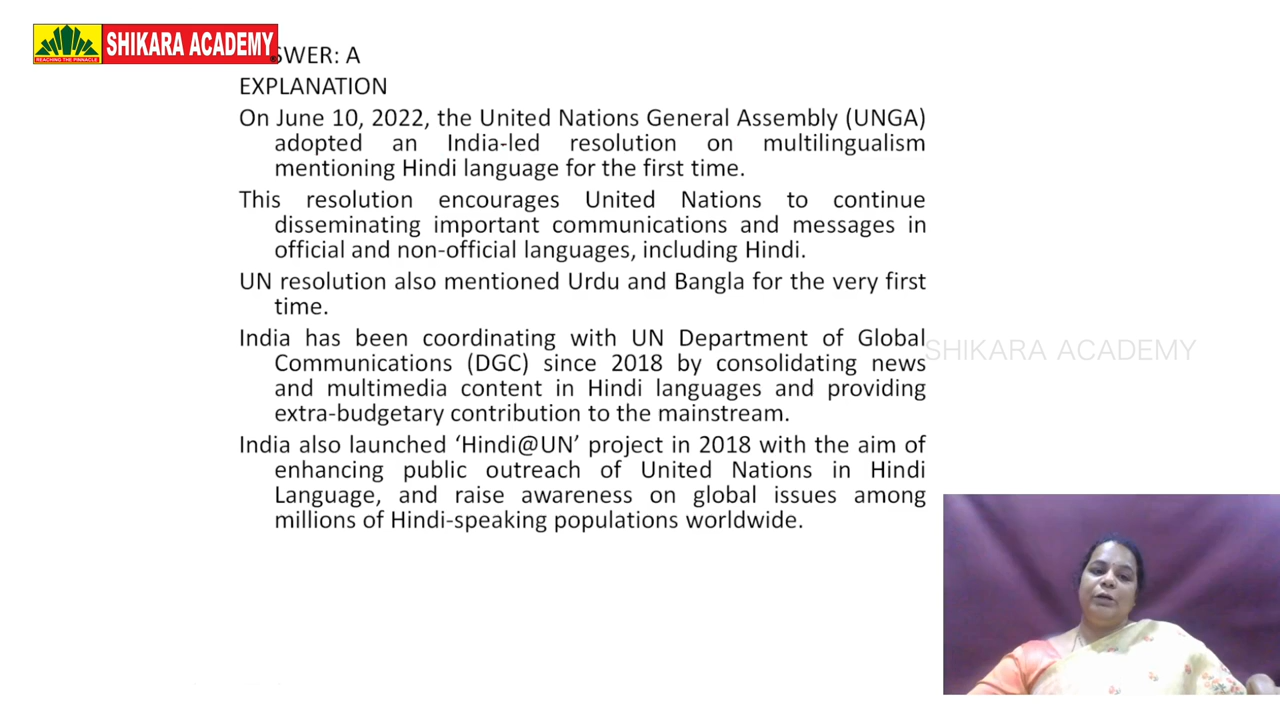 SHIKARA ACADEMY
REACHING THE PINNACLE
SWER: A
EXPLANATION
On June 10, 2022, the United Nations General Assembly (UNGA)
adopted an India-led resolution on multilingualism
mentioning Hindi language for the first time.
This resolution encourages United Nations to continue
disseminating important communications and messages in
official and non-official languages, including Hindi.
UN resolution also mentioned Urdu and Bangla for the very first
time.
India has been coordinating with UN Department of Global
Communications (DGC) since 2018 by consolidating news
and multimedia content in Hindi languages and providing
extra-budgetary contribution to the mainstream.
India also launched ‘Hindi@UN’ project in 2018 with the aim of
enhancing public outreach of United Nations in Hindi
Language, and raise awareness on global issues among
millions of Hindi-speaking populations worldwide.
SHIKARA ACADEMY